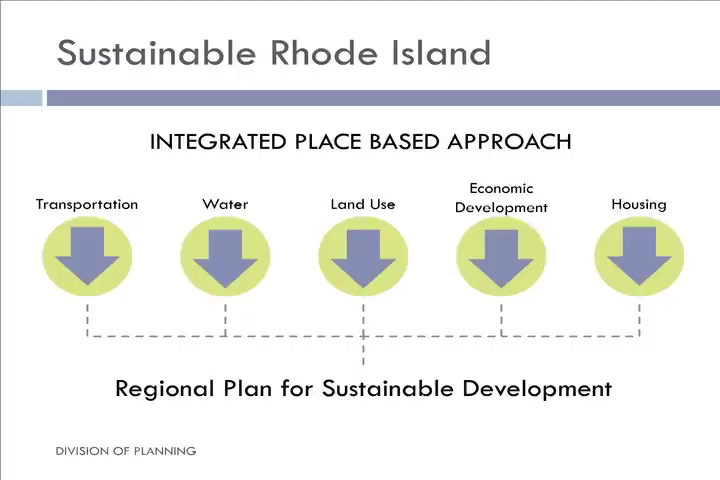 Sustainable Rhode Island
INTEGRATED PLACE BASED APPROACH
Transportation
Water
Land Use
Economic
Development
Housing
Regional Plan for Sustainable Development
DIVISION OF PLANNING